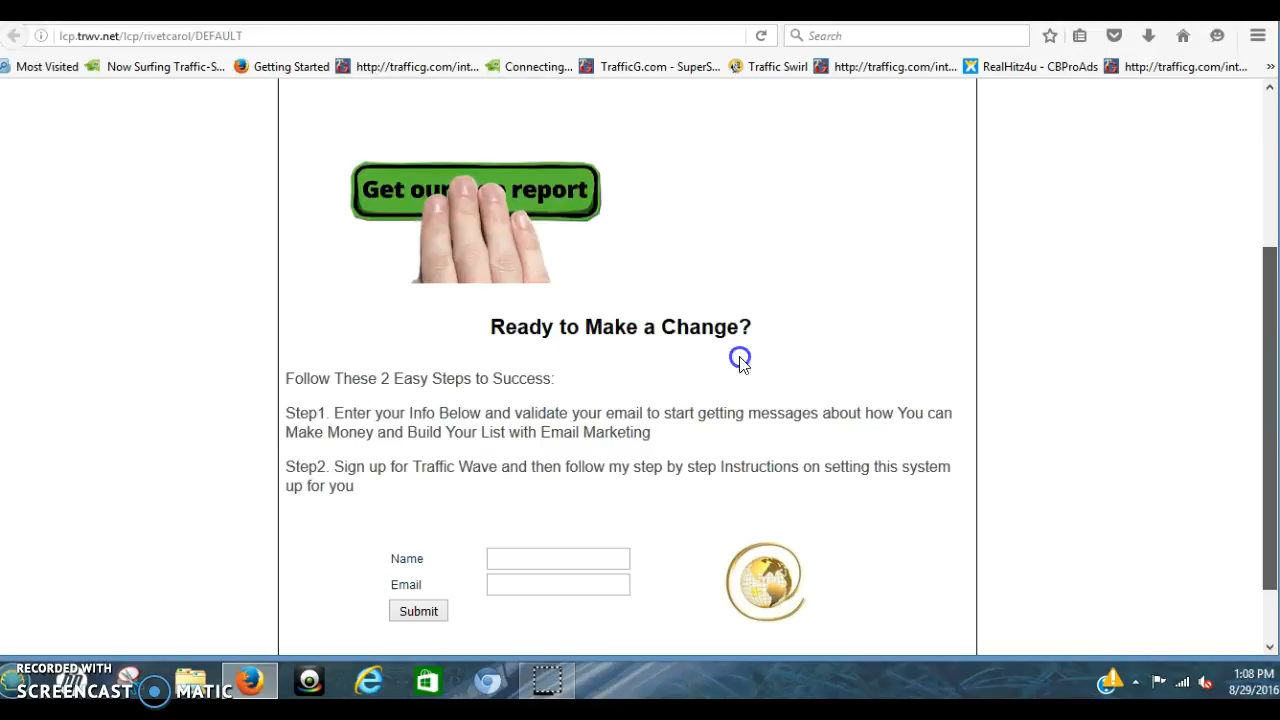 lcp.trwv.net/lcp/rivetcarol/DEFAULT
Search
Most Visited
Now Surfing Traffic-S...
Getting Started
http://trafficg.com/int...
Connecting...
TrafficG.com - SuperS...
Traffic Swirl
http://trafficg.com/int...
RealHitz4u - CBProAds
http://trafficg.com/int...
»
Get our report
Ready to Make a Change?
Follow These 2 Easy Steps to Success:
Step1. Enter your Info Below and validate your email to start getting messages about how You can
Make Money and Build Your List with Email Marketing
Step2. Sign up for Traffic Wave and then follow my step by step Instructions on setting this system
up for you
Name
Email
Submit
RECORDED WITH
SCREENCAST MATIC
1:08 PM
8/29/2016